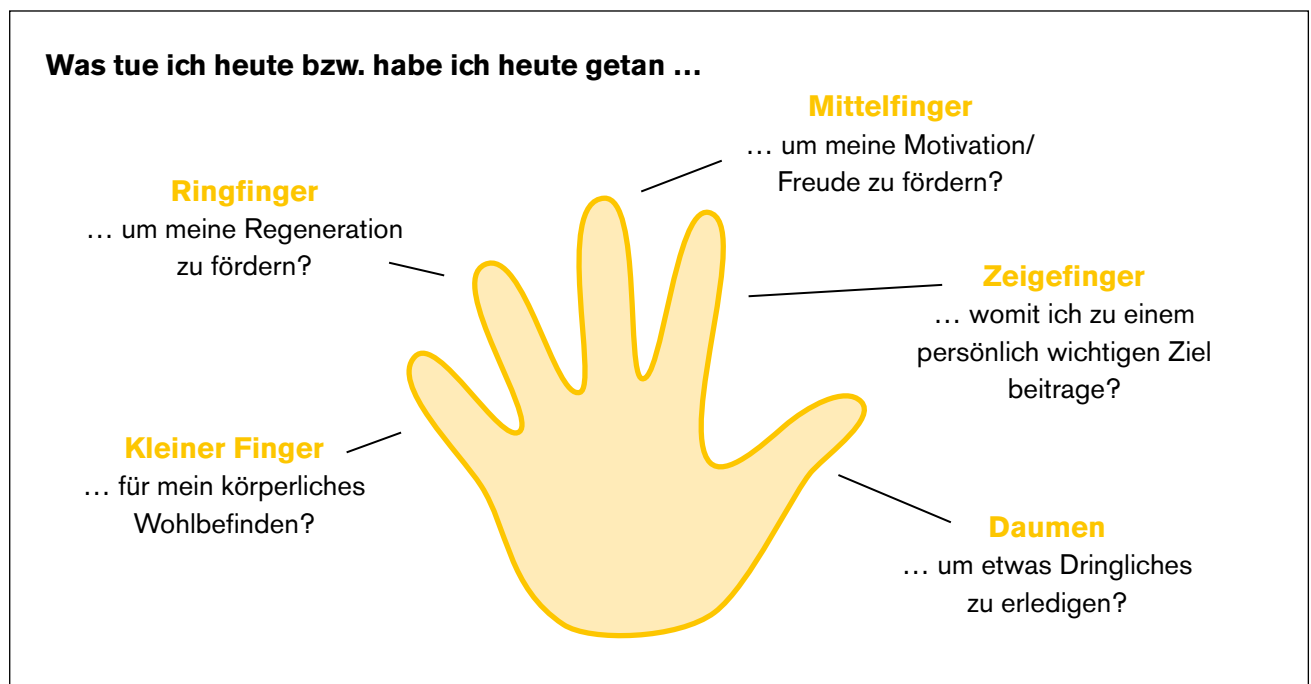 Was tue ich heute bzw. habe ich heute getan …
Mittelfinger
… um meine Motivation/
Freude zu fördern?
Ringfinger
… um meine Regeneration
zu fördern?
Zeigefinger
… womit ich zu einem
persönlich wichtigen Ziel
beitrage?
Kleiner Finger
… für mein körperliches
Wohlbefinden?
Daumen
… um etwas Dringliches
zu erledigen?